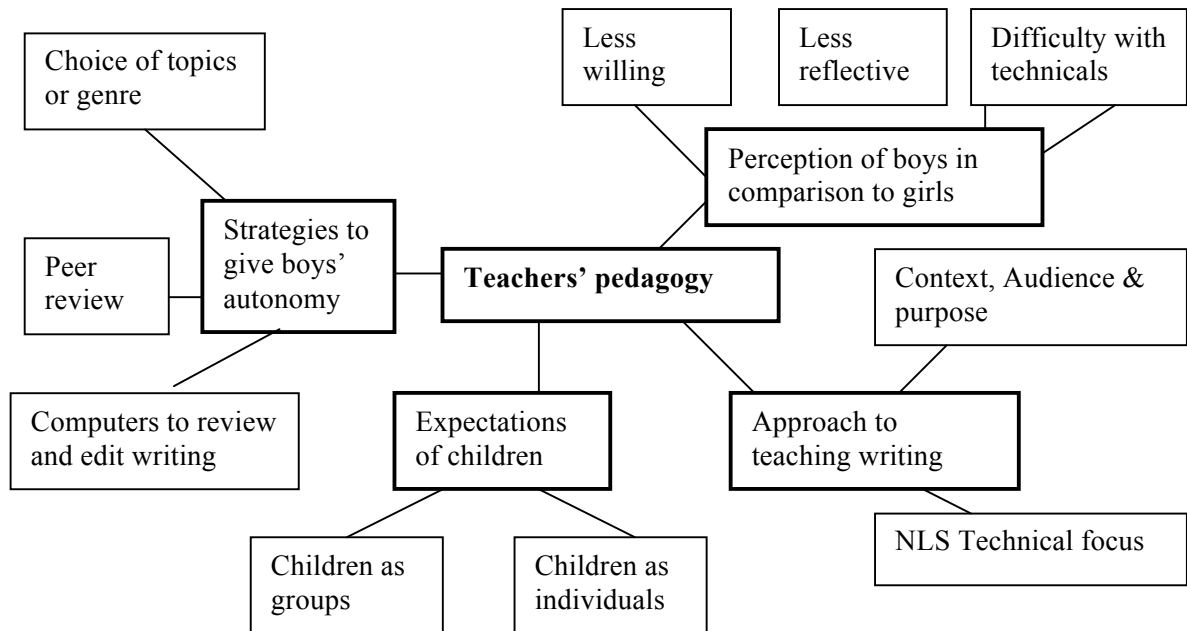 Choice of topics
or genre
Less
willing
Less
reflective
Difficulty with
technicals
Perception of boys in
comparison to girls
Strategies to
give boys’
autonomy
Peer
review
Teachers’ pedagogy
Context, Audience &
purpose
Computers to review
and edit writing
Expectations
of children
Approach to
teaching writing
Children as
groups
Children as
individuals
NLS Technical focus